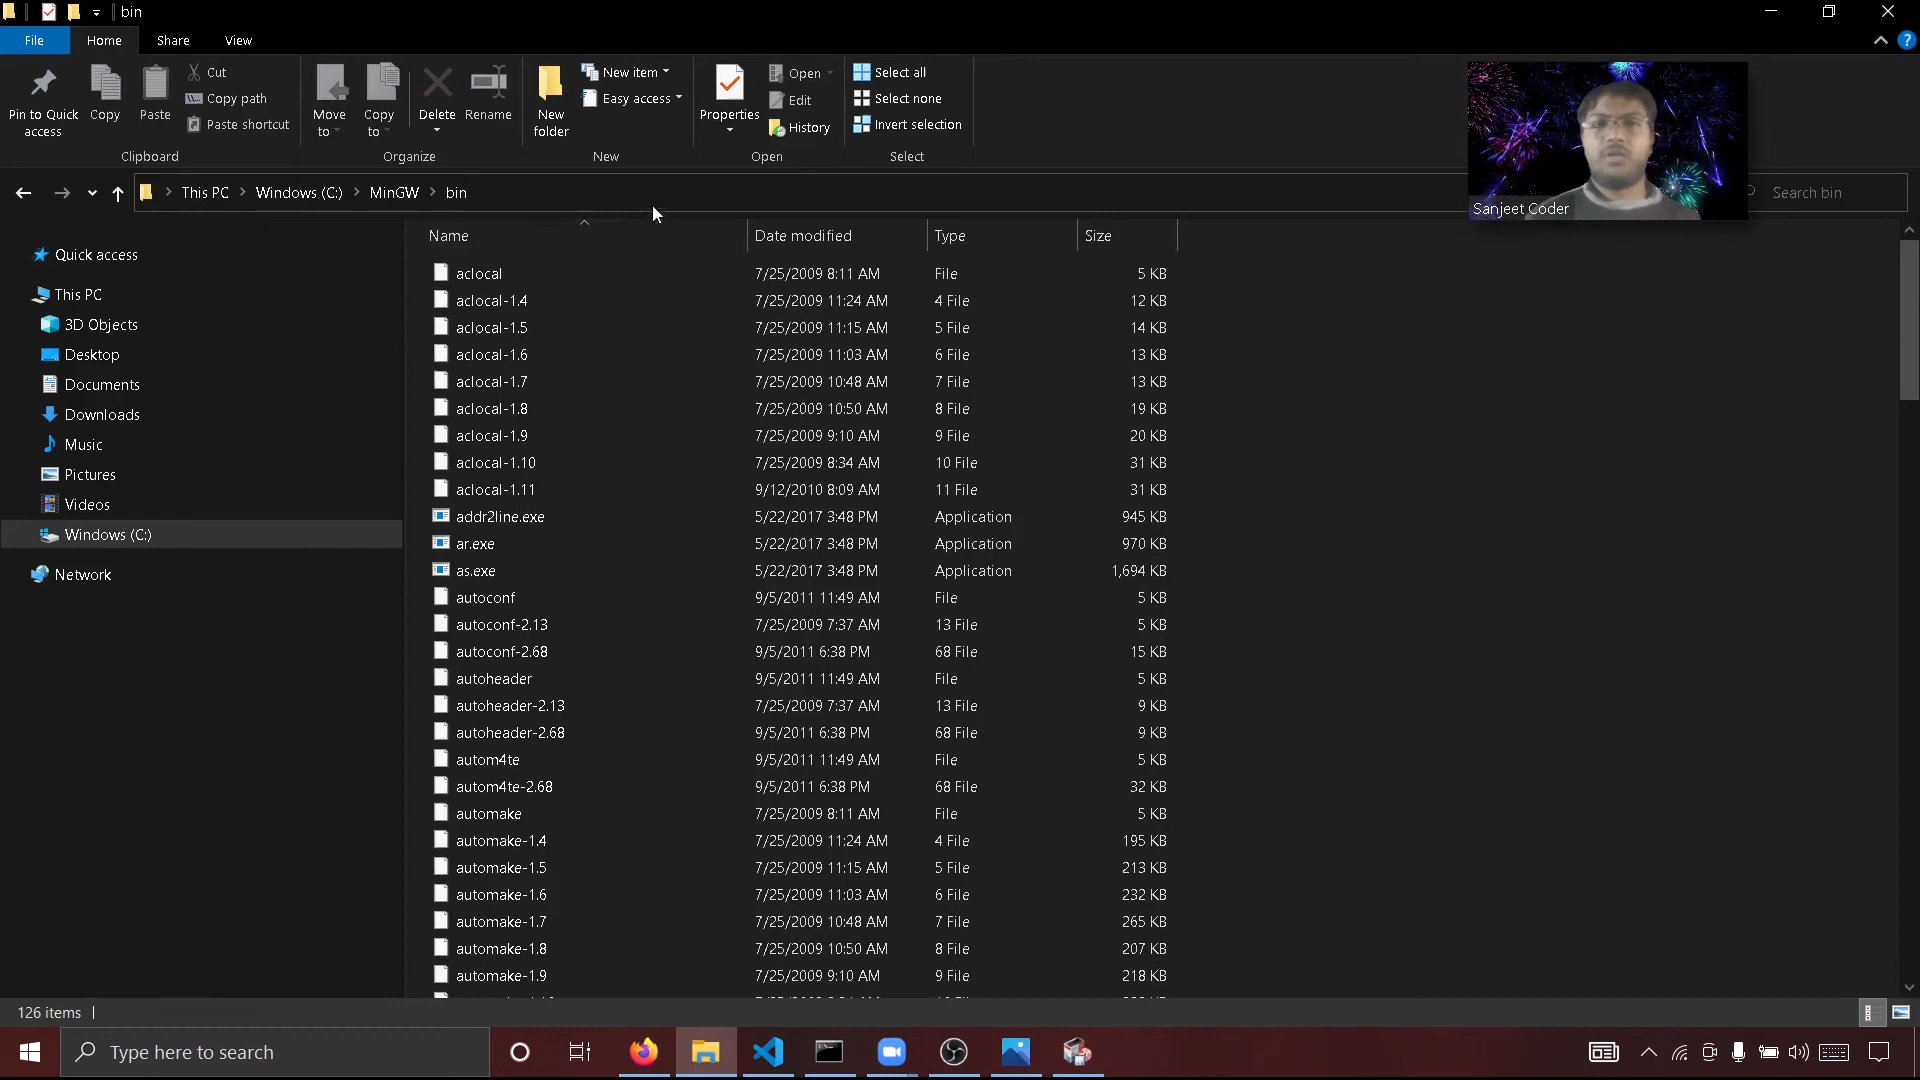 bin
File Home Share View
Pin to Quick access
Copy
Paste
Cut
Copy path
Paste shortcut
Clipboard
Move to
Copy to
Delete
Rename
Organize
New folder
New item
Easy access
New
Properties
Open
Edit
History
Open
Select all
Select none
Invert selection
Select
This PC Windows (C:) MinGW bin
Search bin
Sanjeet Coder
Quick access
This PC
3D Objects
Desktop
Documents
Downloads
Music
Pictures
Videos
Windows (C:)
Network
Name Date modified Type Size
aclocal 7/25/2009 8:11 AM File 5 KB
aclocal-1.4 7/25/2009 11:24 AM 4 File 12 KB
aclocal-1.5 7/25/2009 11:15 AM 5 File 14 KB
aclocal-1.6 7/25/2009 11:03 AM 6 File 13 KB
aclocal-1.7 7/25/2009 10:48 AM 7 File 13 KB
aclocal-1.8 7/25/2009 10:50 AM 8 File 19 KB
aclocal-1.9 7/25/2009 9:10 AM 9 File 20 KB
aclocal-1.10 7/25/2009 8:34 AM 10 File 31 KB
aclocal-1.11 9/12/2010 8:09 AM 11 File 31 KB
addr2line.exe 5/22/2017 3:48 PM Application 945 KB
ar.exe 5/22/2017 3:48 PM Application 970 KB
as.exe 5/22/2017 3:48 PM Application 1,694 KB
autoconf 9/5/2011 11:49 AM File 5 KB
autoconf-2.13 7/25/2009 7:37 AM 13 File 5 KB
autoconf-2.68 9/5/2011 6:38 PM 68 File 15 KB
autoheader 9/5/2011 11:49 AM File 5 KB
autoheader-2.13 7/25/2009 7:37 AM 13 File 9 KB
autoheader-2.68 9/5/2011 6:38 PM 68 File 9 KB
autom4te 9/5/2011 11:49 AM File 5 KB
autom4te-2.68 9/5/2011 6:38 PM 68 File 32 KB
automake 7/25/2009 8:11 AM File 5 KB
automake-1.4 7/25/2009 11:24 AM 4 File 195 KB
automake-1.5 7/25/2009 11:15 AM 5 File 213 KB
automake-1.6 7/25/2009 11:03 AM 6 File 232 KB
automake-1.7 7/25/2009 10:48 AM 7 File 265 KB
automake-1.8 7/25/2009 10:50 AM 8 File 207 KB
automake-1.9 7/25/2009 9:10 AM 9 File 218 KB
126 items
Type here to search